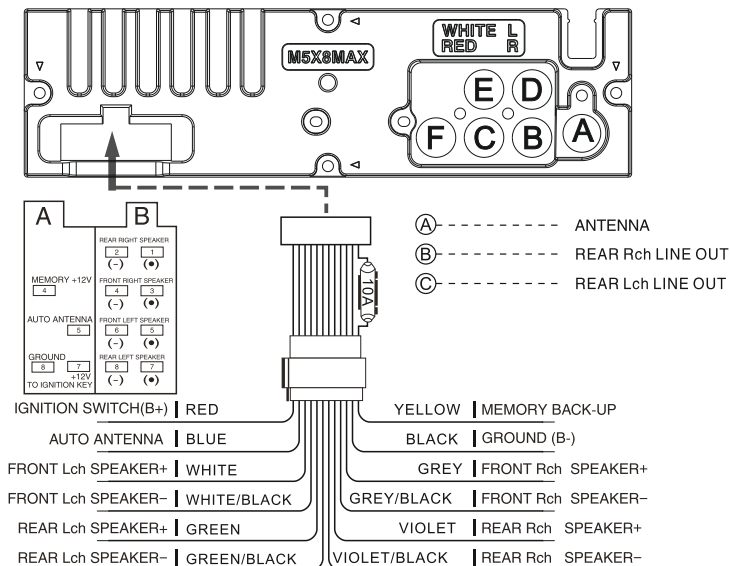 WHITE L
RED R
M5X8MAX
E D
F C B A
A B
REAR RIGHT SPEAKER
2 1
(-) (●)
MEMORY +12V
4
FRONT RIGHT SPEAKER
4 3
(-) (●)
AUTO ANTENNA
5
FRONT LEFT SPEAKER
6 5
(-) (●)
GROUND
8 7
+12V
TO IGNITION KEY
REAR LEFT SPEAKER
8 7
(-) (●)
10A
A ANTENNA
B REAR Rch LINE OUT
C REAR Lch LINE OUT
IGNITION SWITCH(B+) RED
YELLOW MEMORY BACK-UP
AUTO ANTENNA BLUE
BLACK GROUND (B-)
FRONT Lch SPEAKER+ WHITE
GREY FRONT Rch SPEAKER+
FRONT Lch SPEAKER− WHITE/BLACK
GREY/BLACK FRONT Rch SPEAKER−
REAR Lch SPEAKER+ GREEN
VIOLET REAR Rch SPEAKER+
REAR Lch SPEAKER− GREEN/BLACK
VIOLET/BLACK REAR Rch SPEAKER−